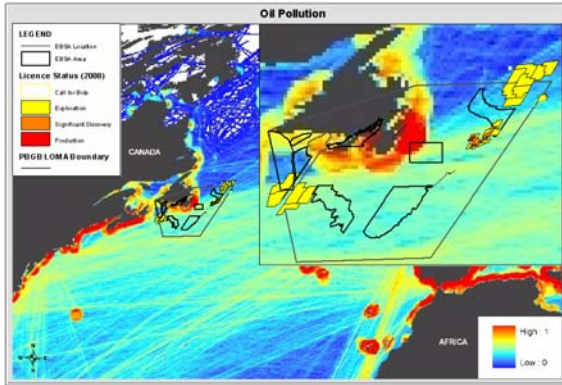 Oil Pollution
LEGEND
EBSA Location
EBSA Area
Licence Status (2008)
Call for Bids
Exploration
Significant Discovery
Production
PBGB LOMA Boundary
CANADA
AFRICA
High : 1
Low : 0